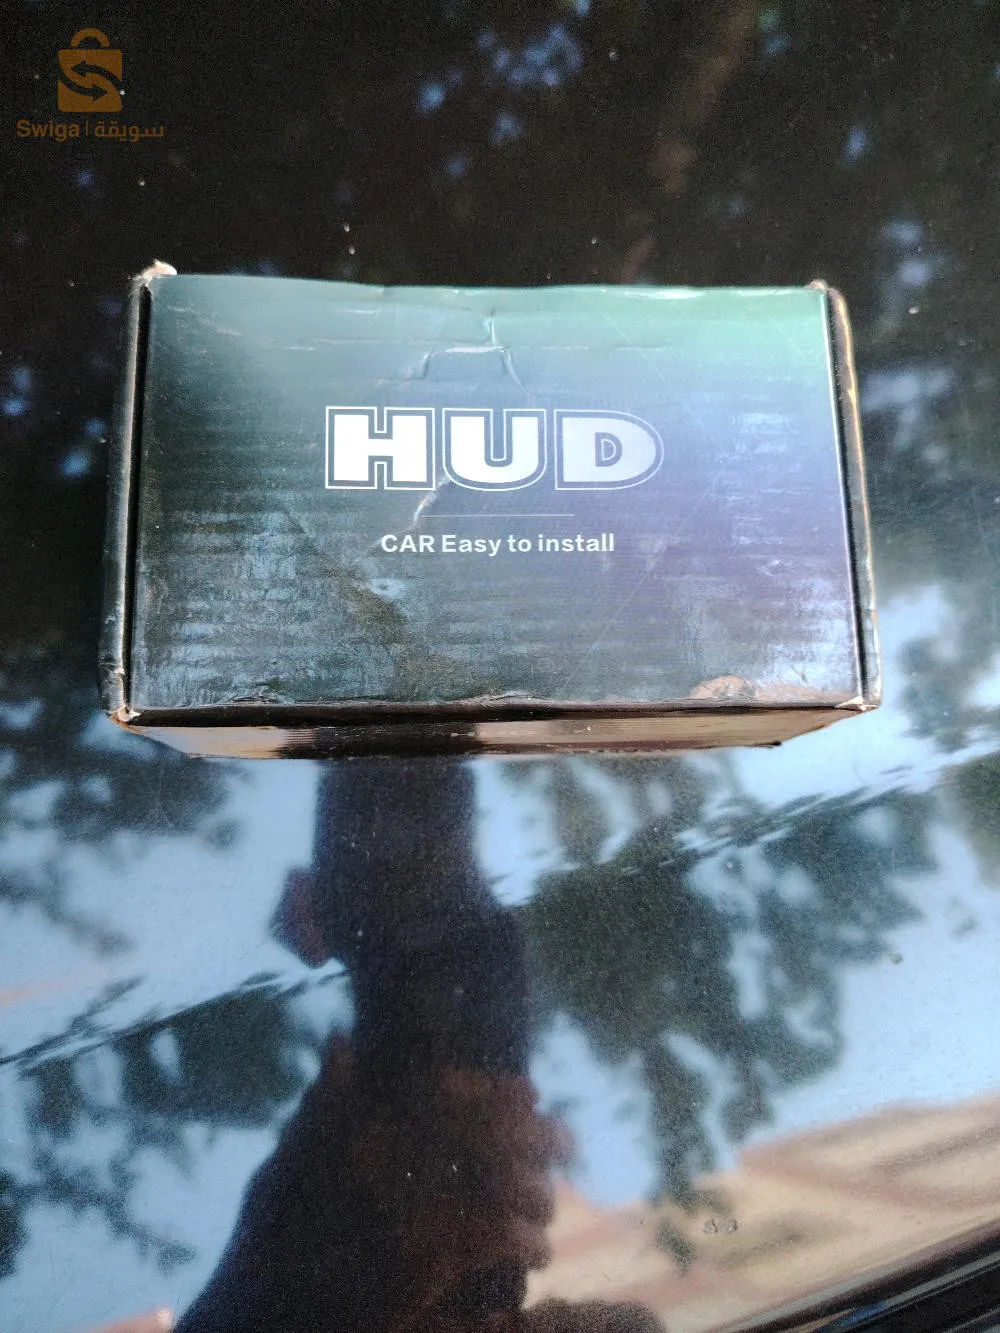 Swiga | سويقة
HUD
CAR Easy to install